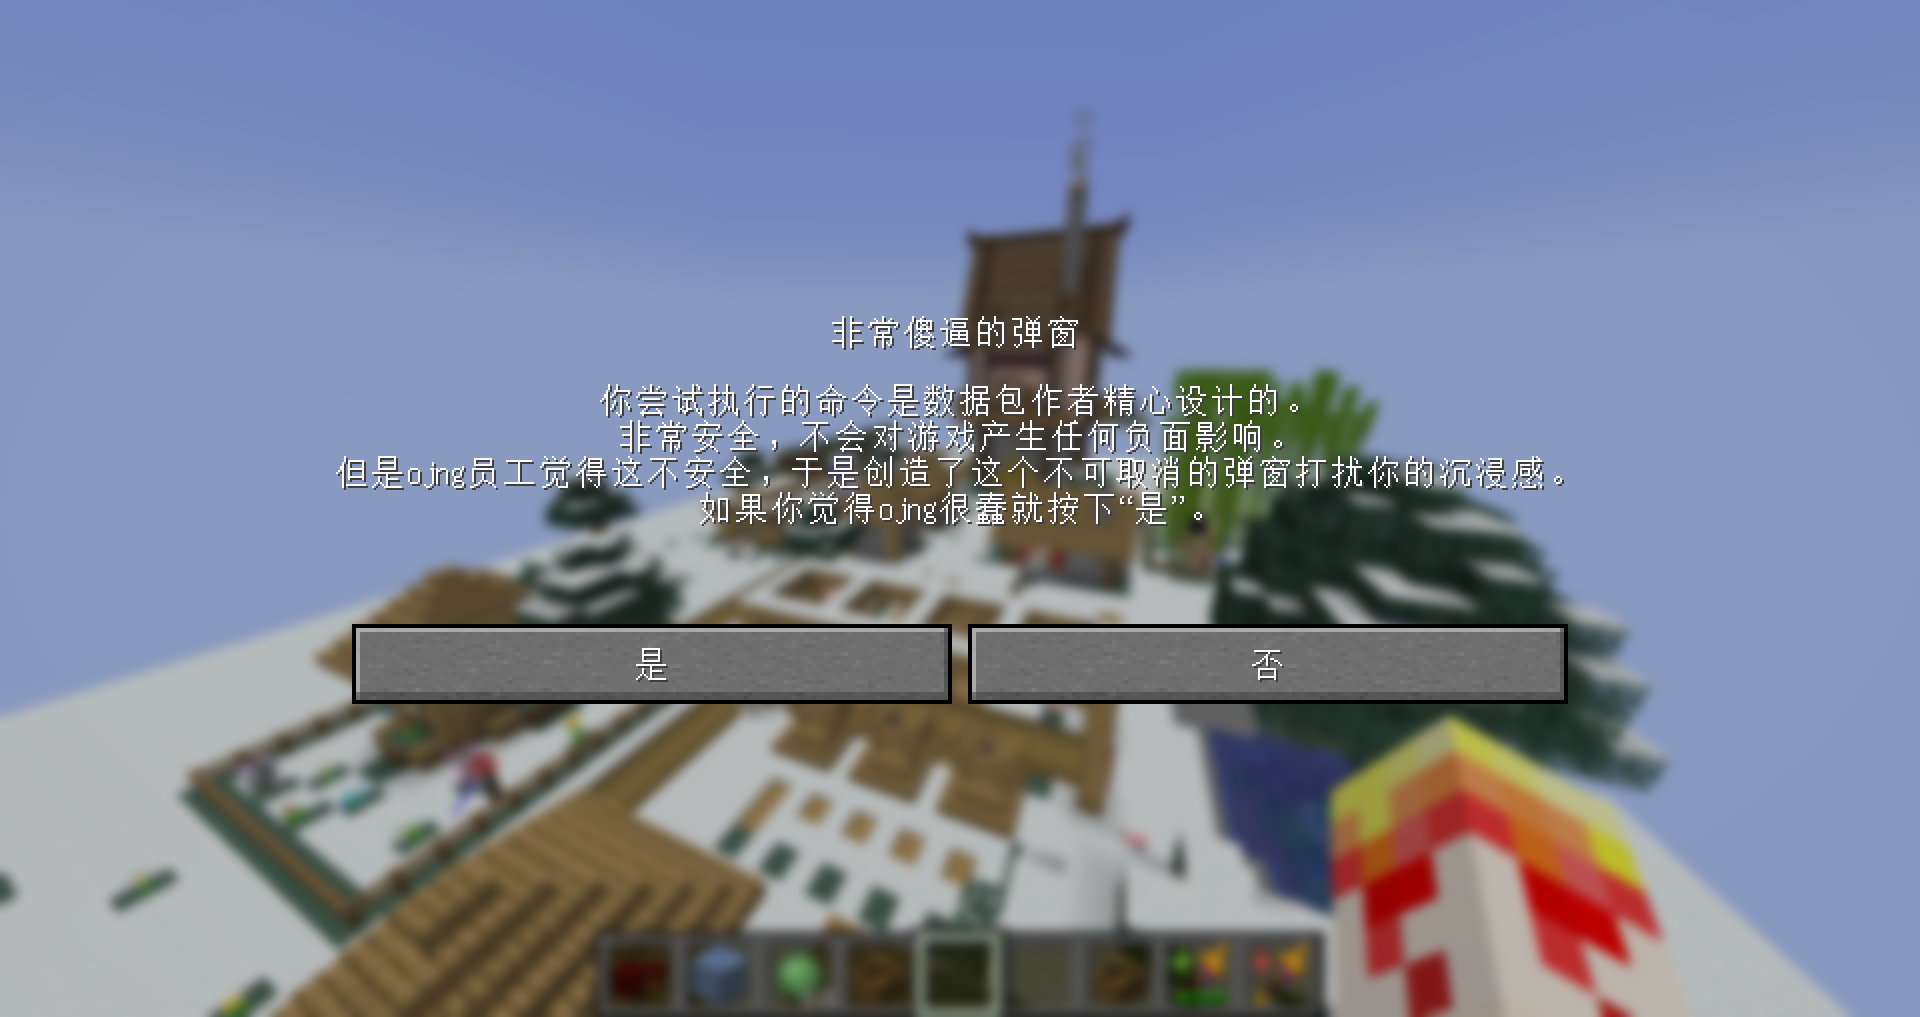 非常傻逼的弹窗
你尝试执行的命令是数据包作者精心设计的。
非常安全，不会对游戏产生任何负面影响。
但是ojng员工觉得这不安全，于是创造了这个不可取消的弹窗打扰你的沉浸感。
如果你觉得ojng很蠢就按下“是”。
是
否